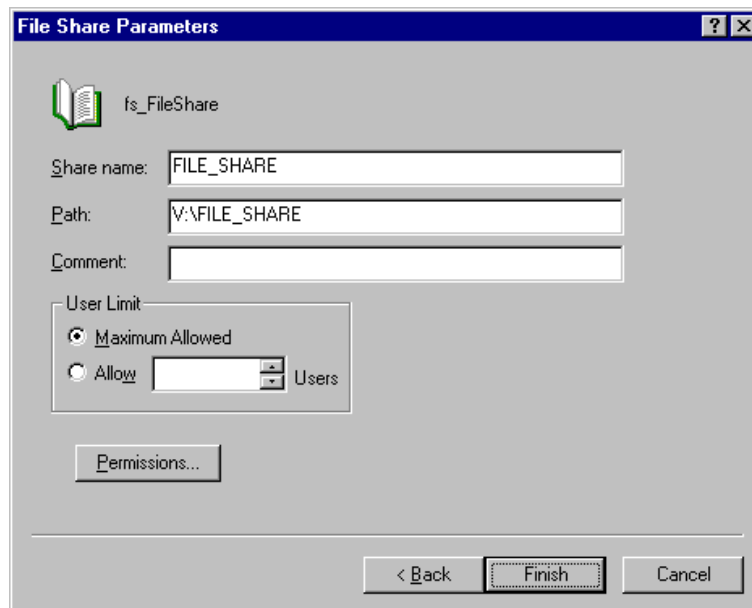 File Share Parameters
fs_FileShare
Share name: FILE_SHARE
Path: V:\FILE_SHARE
Comment:
User Limit
Maximum Allowed
Allow Users
Permissions...
< Back Finish Cancel